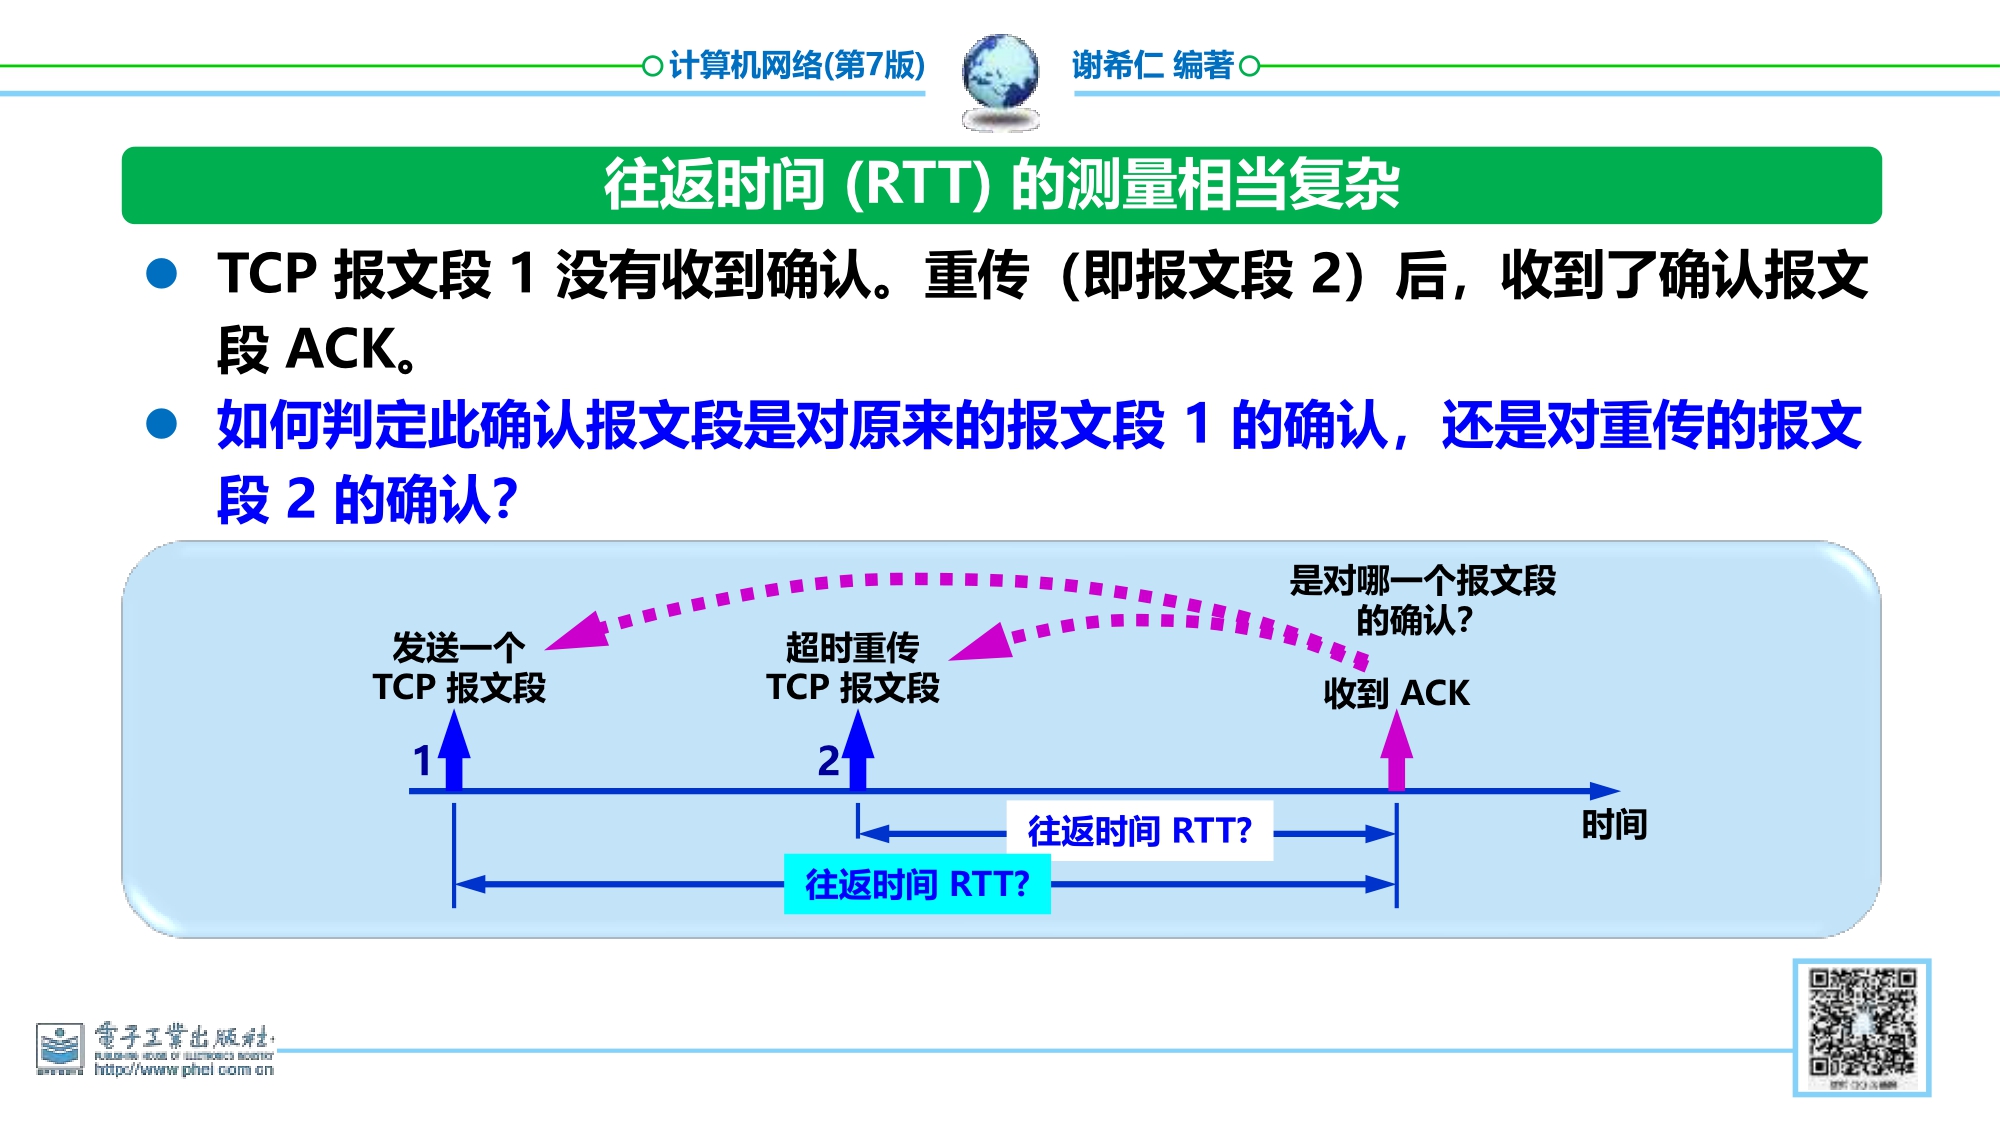 计算机网络(第7版)
谢希仁 编著
往返时间 (RTT) 的测量相当复杂
TCP 报文段 1 没有收到确认。重传（即报文段 2）后，收到了确认报文
段 ACK。
如何判定此确认报文段是对原来的报文段 1 的确认，还是对重传的报文
段 2 的确认？
是对哪一个报文段
的确认？
发送一个
TCP 报文段
超时重传
TCP 报文段
收到 ACK
1
2
时间
往返时间 RTT？
往返时间 RTT？
電子工業出版社
PUBLISHING HOUSE OF ELECTRONICS INDUSTRY
http://www.phei.com.cn